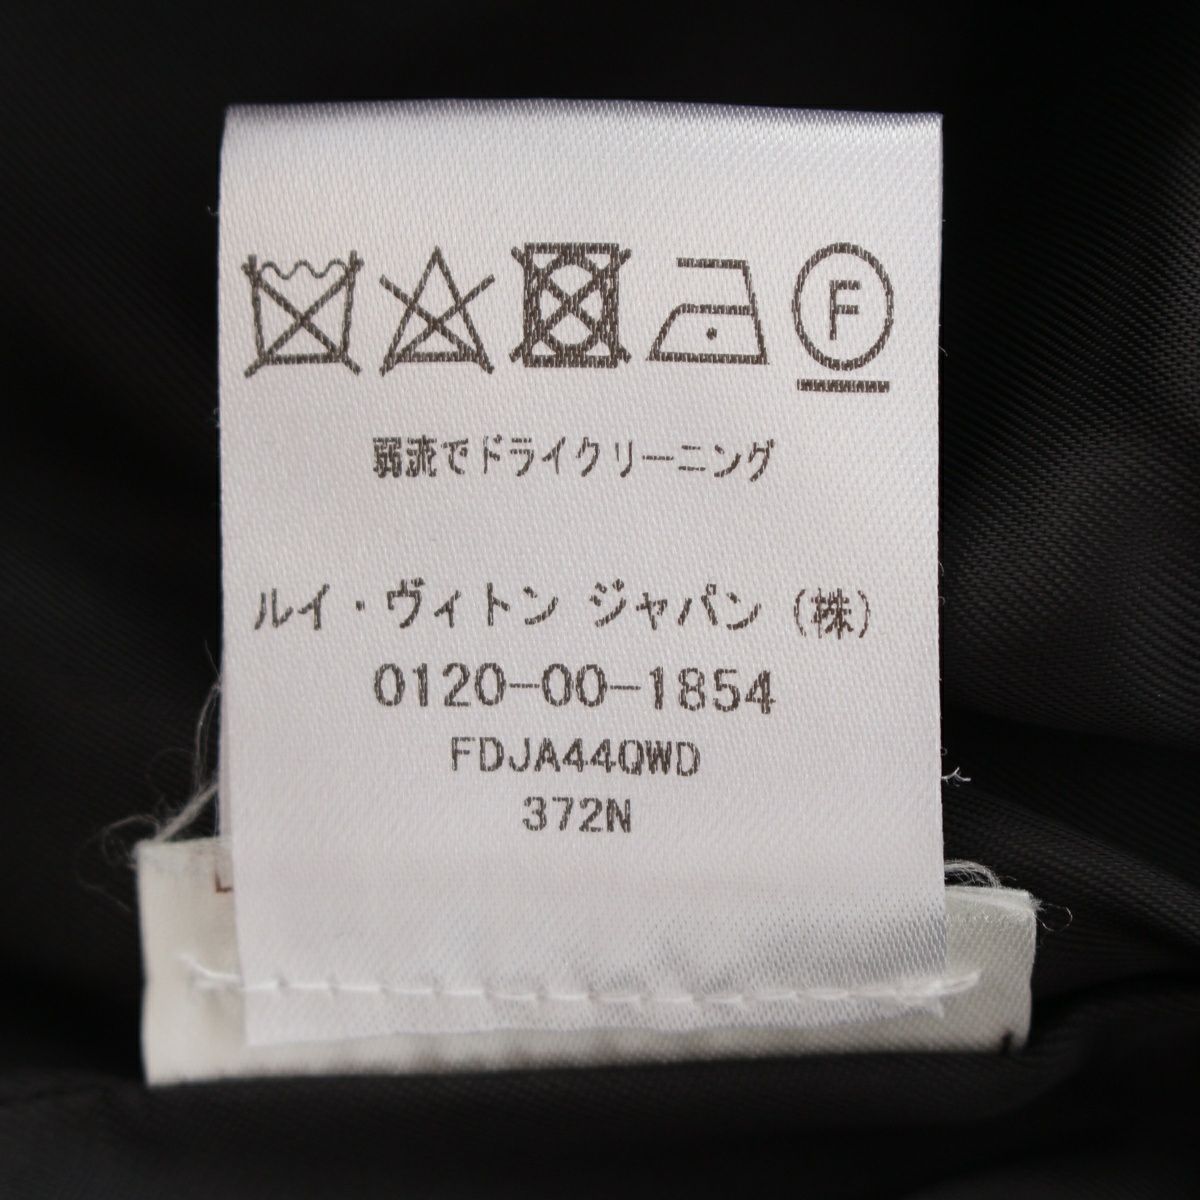 F
弱流でドライクリーニング
ルイ・ヴィトン ジャパン (株)
0120-00-1854
FDJA44QWD
372N
L